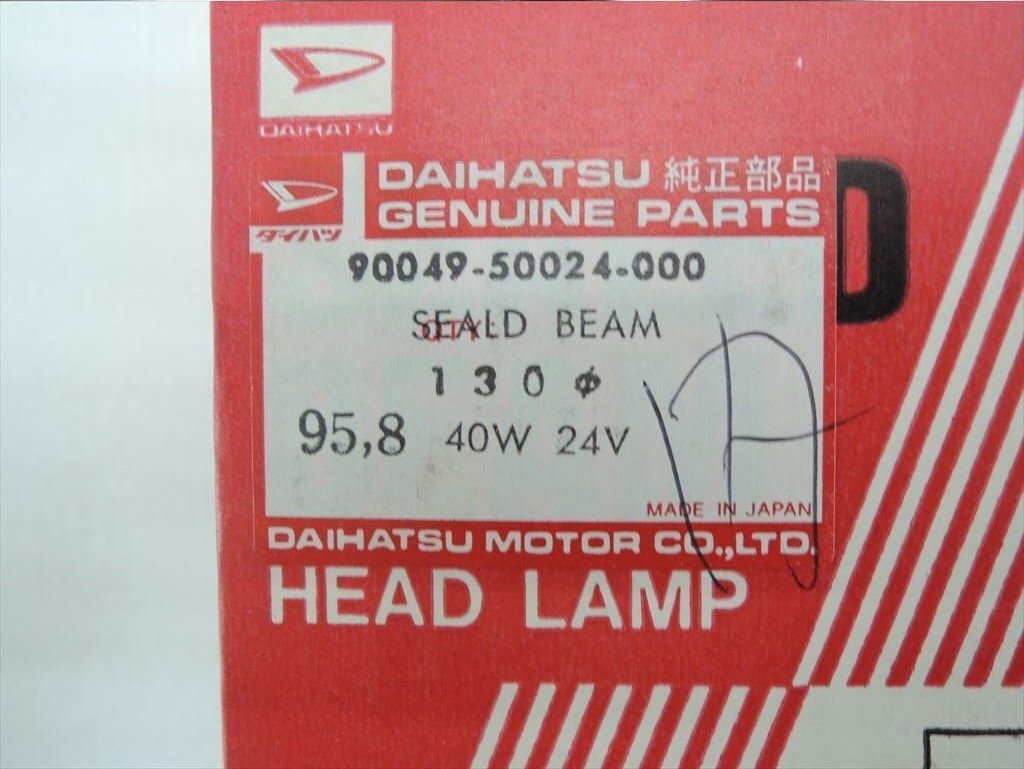 DAIHATSU
DAIHATSU 純正部品
GENUINE PARTS
ダイハツ
90049-50024-000
SEALD BEAM
QTY
130φ
95,8 40W 24V
MADE IN JAPAN
DAIHATSU MOTOR CO.,LTD.
HEAD LAMP